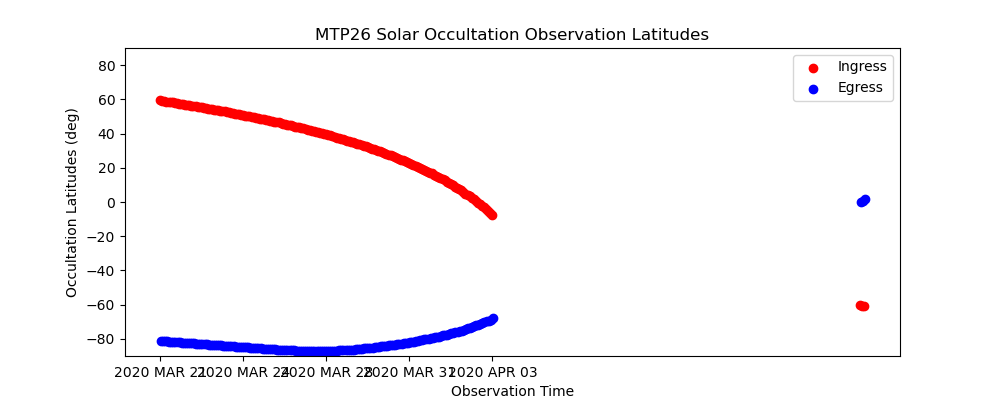 MTP26 Solar Occultation Observation Latitudes
Ingress
Egress
Occultation Latitudes (deg)
80
60
40
20
0
−20
−40
−60
−80
2020 MAR 21 2020 MAR 24 2020 MAR 28 2020 MAR 31 2020 APR 03
Observation Time